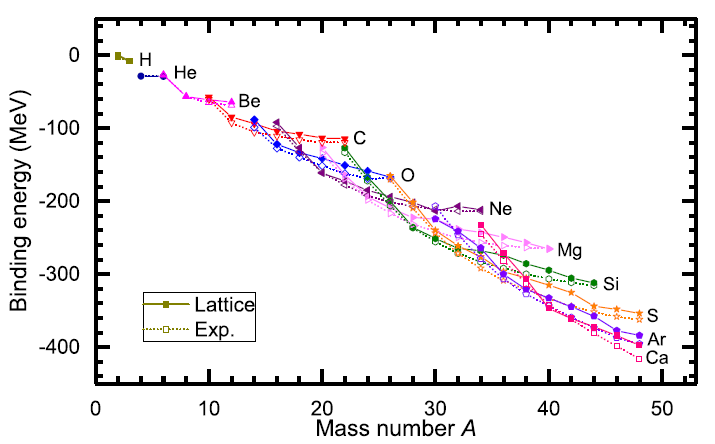 0
-100
-200
-300
-400
Binding energy (MeV)
H
He
Be
C
O
Ne
Mg
Si
S
Ar
Ca
Lattice
Exp.
0
10
20
30
40
50
Mass number A